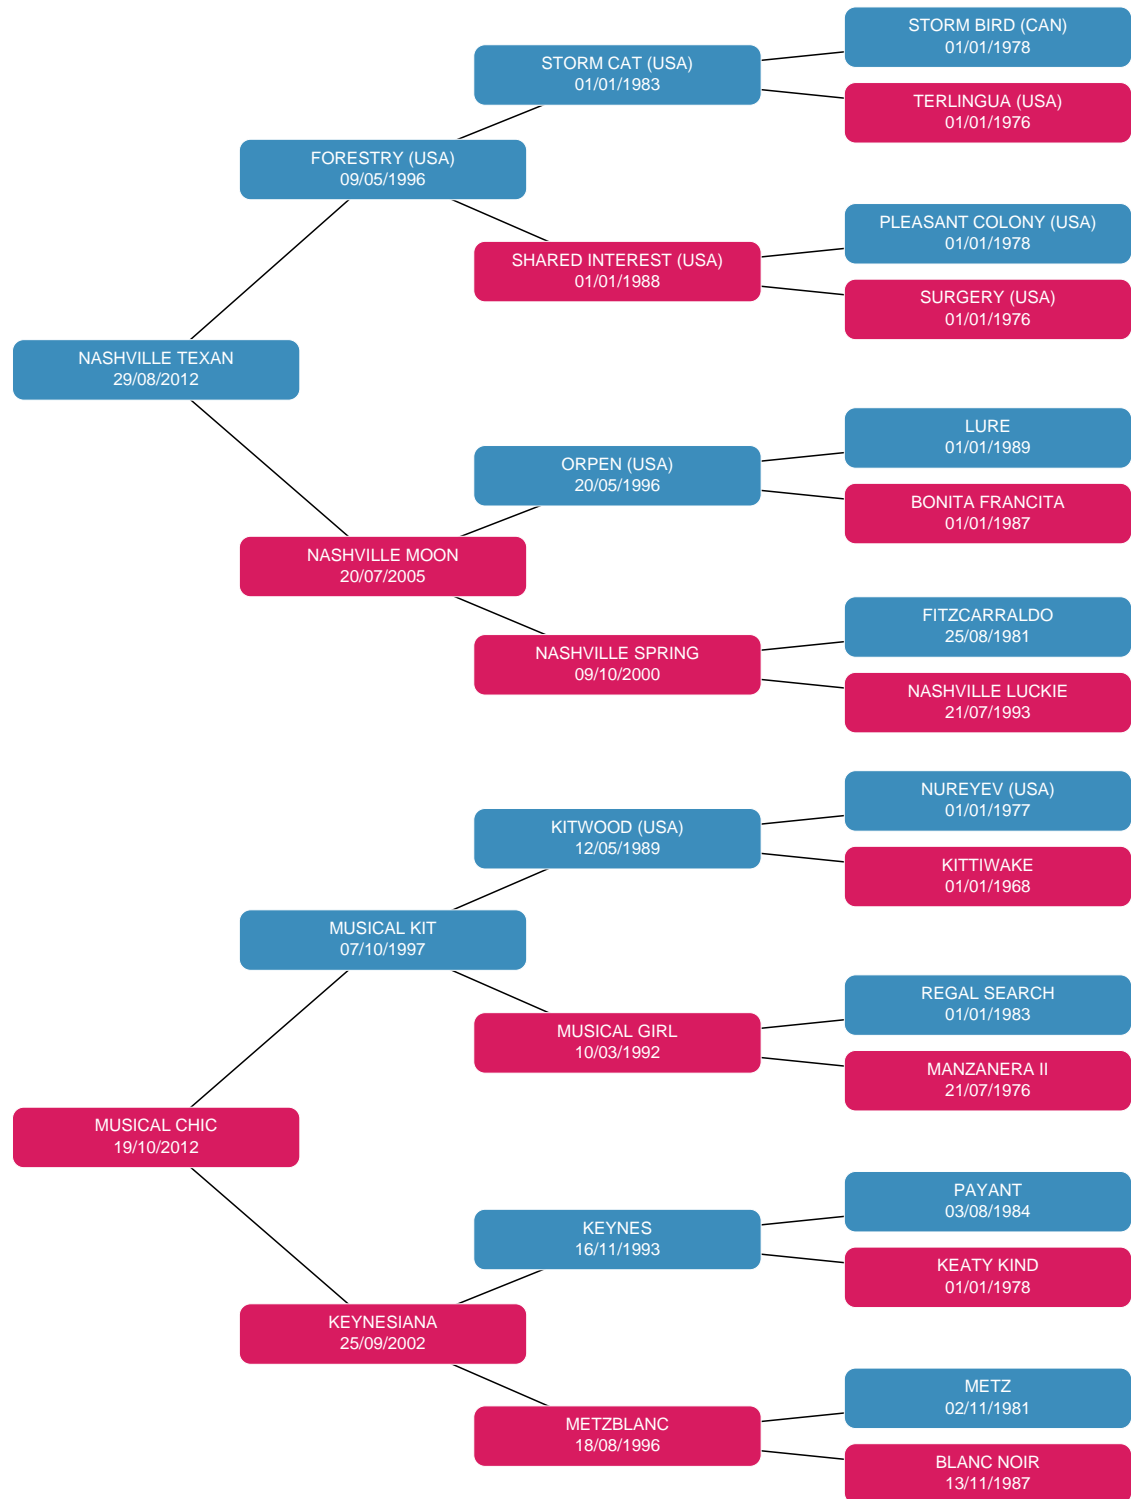 STORM BIRD (CAN)
01/01/1978
STORM CAT (USA)
01/01/1983
TERLINGUA (USA)
01/01/1976
FORESTRY (USA)
09/05/1996
PLEASANT COLONY (USA)
01/01/1978
SHARED INTEREST (USA)
01/01/1988
SURGERY (USA)
01/01/1976
NASHVILLE TEXAN
29/08/2012
LURE
01/01/1989
ORPEN (USA)
20/05/1996
BONITA FRANCITA
01/01/1987
NASHVILLE MOON
20/07/2005
FITZCARRALDO
25/08/1981
NASHVILLE SPRING
09/10/2000
NASHVILLE LUCKIE
21/07/1993
NUREYEV (USA)
01/01/1977
KITWOOD (USA)
12/05/1989
KITTIWAKE
01/01/1968
MUSICAL KIT
07/10/1997
REGAL SEARCH
01/01/1983
MUSICAL GIRL
10/03/1992
MANZANERA II
21/07/1976
MUSICAL CHIC
19/10/2012
PAYANT
03/08/1984
KEYNES
16/11/1993
KEATY KIND
01/01/1978
KEYNESIANA
25/09/2002
METZ
02/11/1981
METZBLANC
18/08/1996
BLANC NOIR
13/11/1987